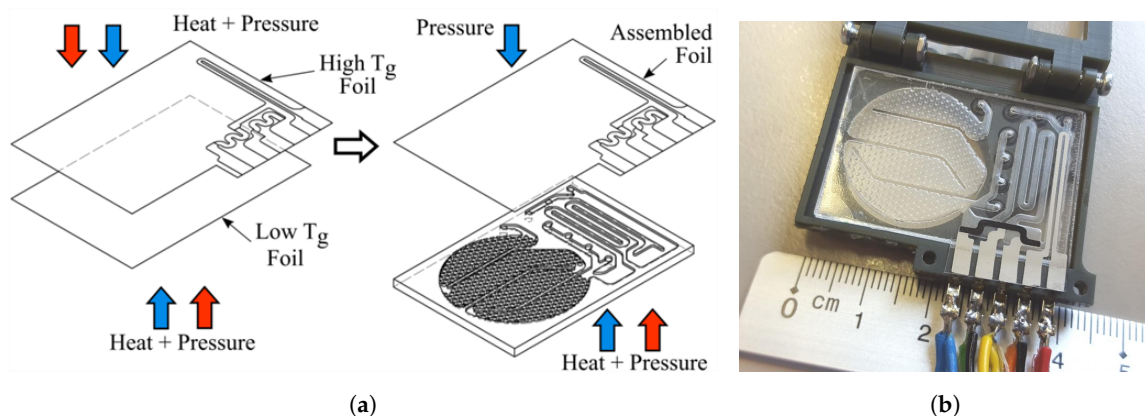 Heat + Pressure
High Tg
Foil
Low Tg
Foil
Heat + Pressure
Pressure
Assembled
Foil
Heat + Pressure
0 cm 1 2 4 5
(a)
(b)